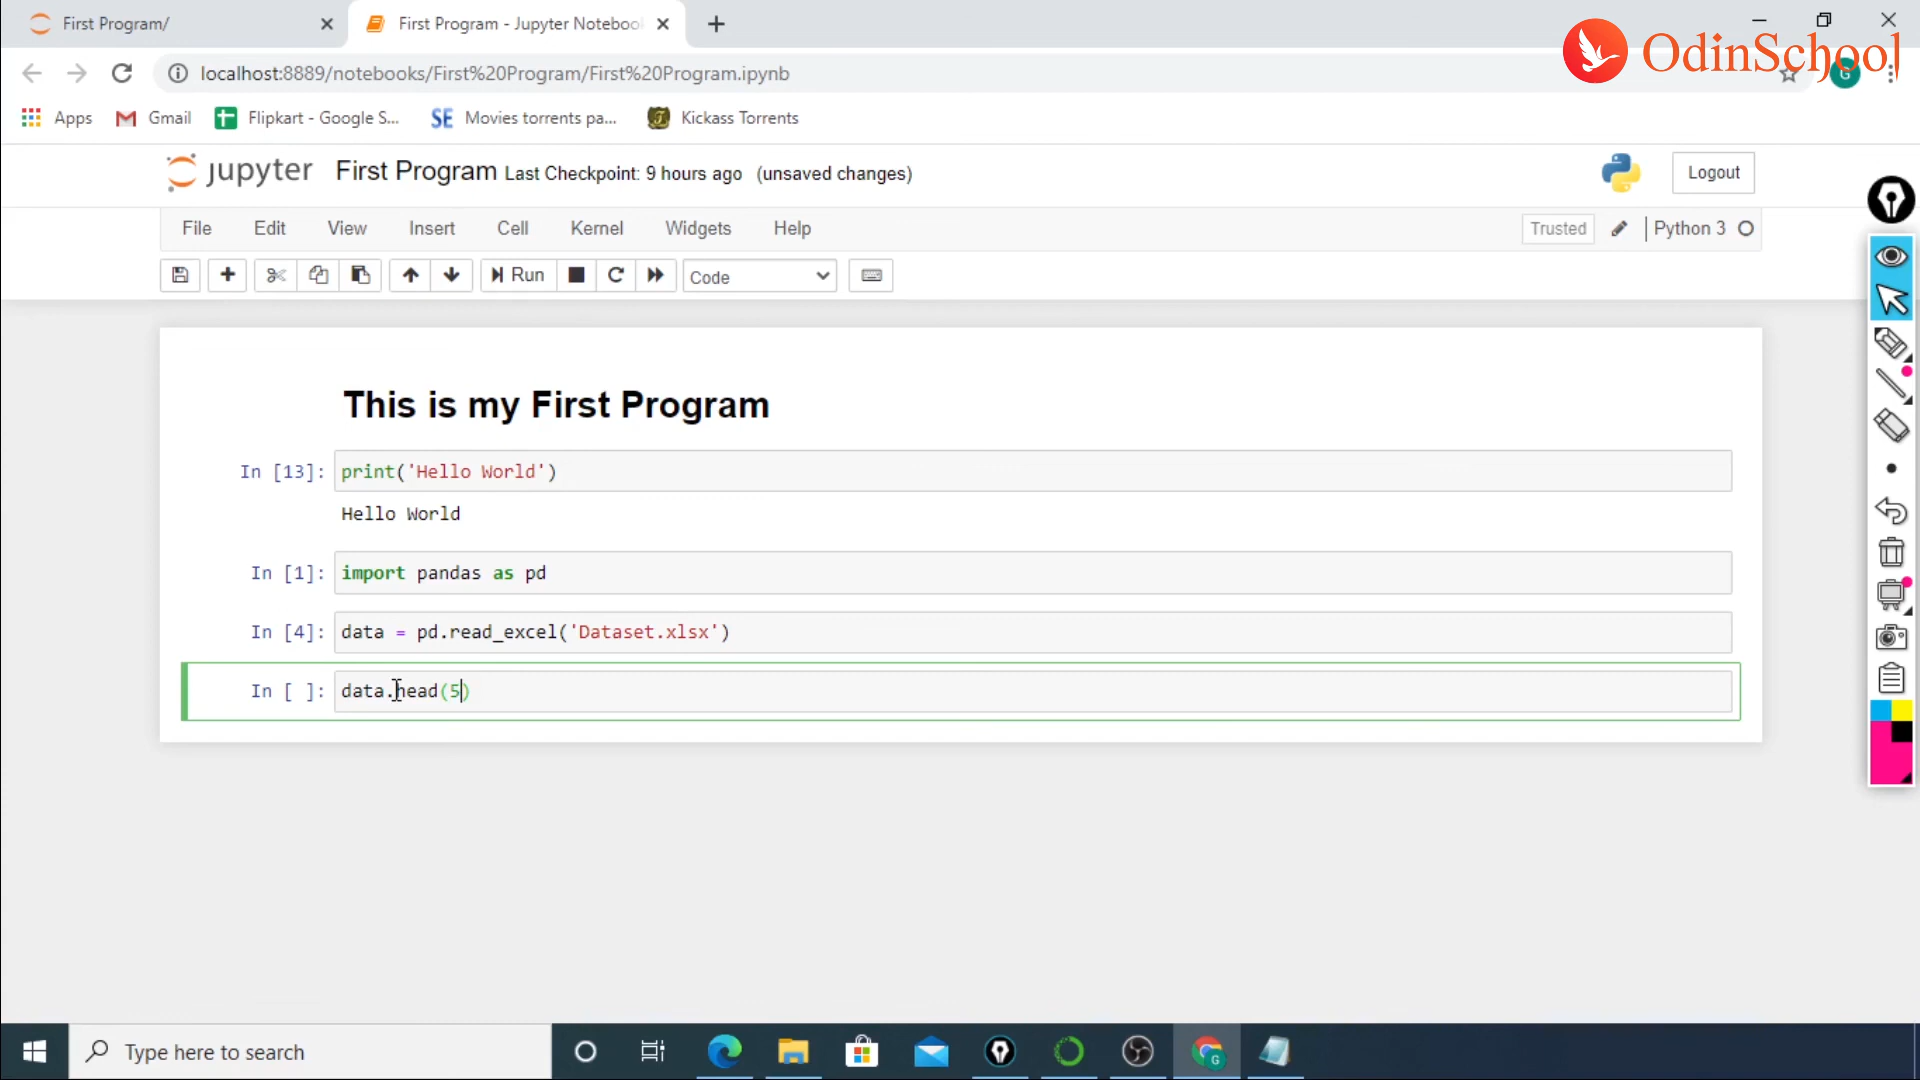 First Program/
First Program - Jupyter Notebool
OdinSchool
localhost:8889/notebooks/First%20Program/First%20Program.ipynb
G
Apps
Gmail
Flipkart - Google S...
SE
Movies torrents pa...
Kickass Torrents
jupyter
First Program Last Checkpoint: 9 hours ago (unsaved changes)
Logout
File Edit View Insert Cell Kernel Widgets Help
Trusted
Python 3
Run
Code
This is my First Program
In [13]: print('Hello World')
Hello World
In [1]: import pandas as pd
In [4]: data = pd.read_excel('Dataset.xlsx')
In [ ]: data.head(5)
Type here to search
G